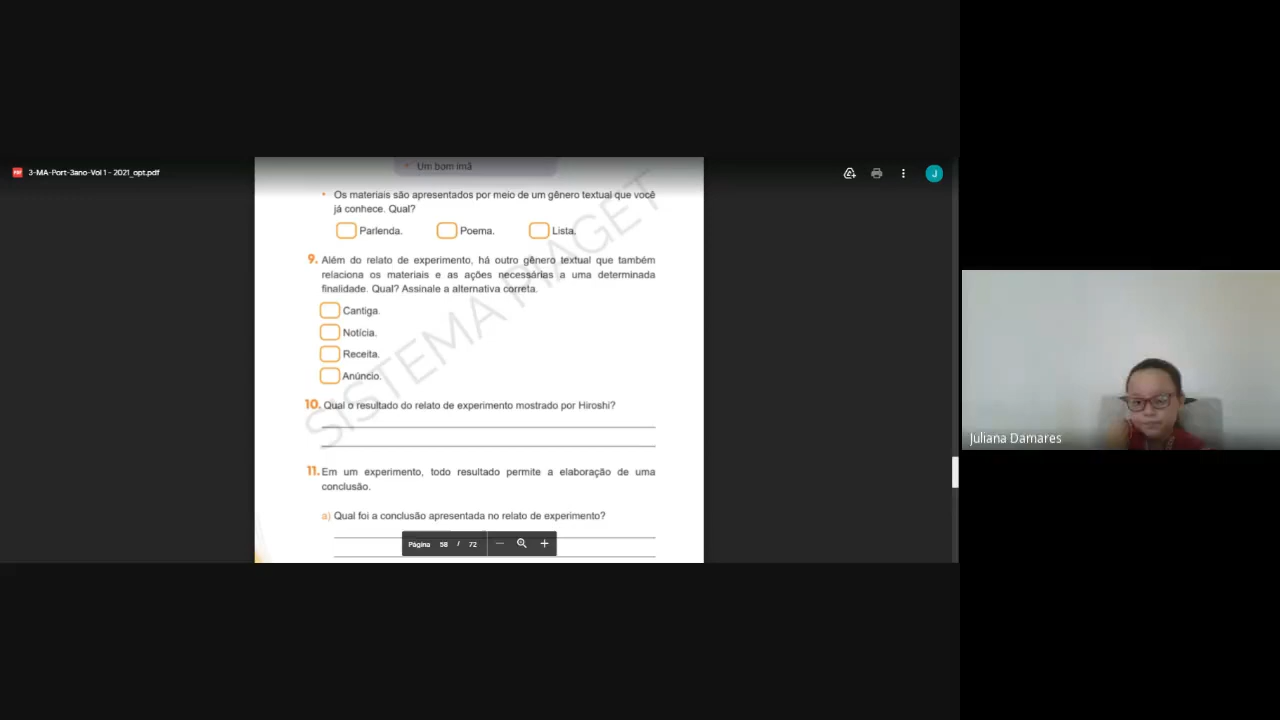 Um bom imã
3-MA-Port-3ano-Vol 1 - 2021_opt.pdf
J
• Os materiais são apresentados por meio de um gênero textual que você
já conhece. Qual?
Parlenda. Poema. Lista.
9. Além do relato de experimento, há outro gênero textual que também
relaciona os materiais e as ações necessárias a uma determinada
finalidade. Qual? Assinale a alternativa correta.
Cantiga.
Notícia.
Receita.
Anúncio.
SISTEMA PIAGET
10. Qual o resultado do relato de experimento mostrado por Hiroshi?
11. Em um experimento, todo resultado permite a elaboração de uma
conclusão.
a) Qual foi a conclusão apresentada no relato de experimento?
Página 58 / 72
Juliana Damares